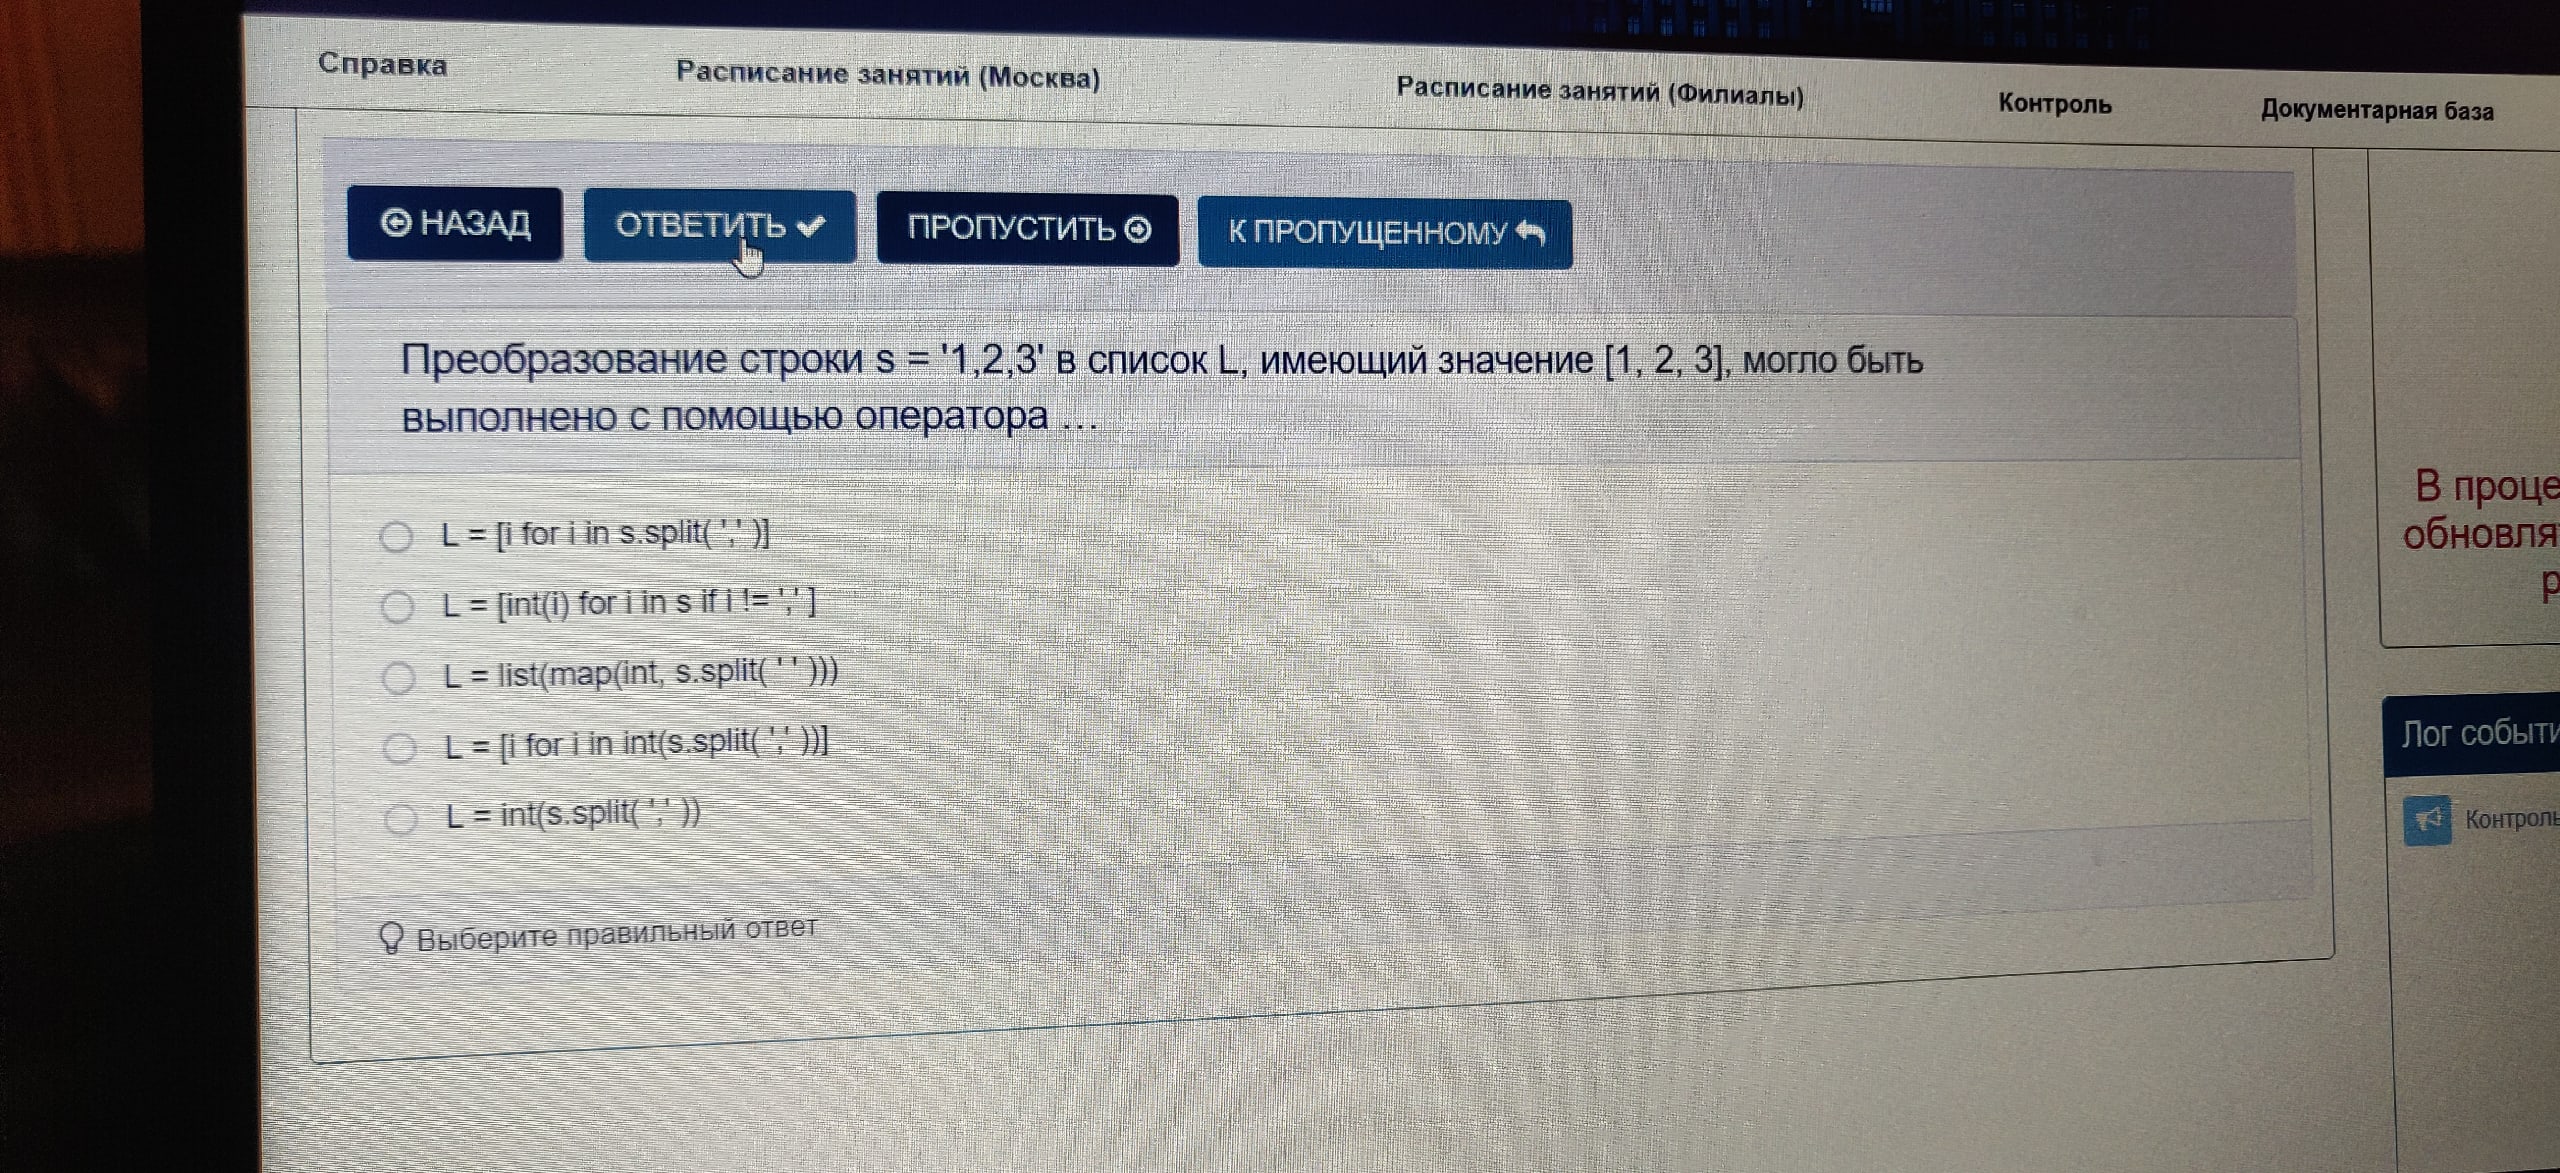 Справка
Расписание занятий (Москва)
Расписание занятий (Филиалы)
Контроль
Документарная база
НАЗАД
ОТВЕТИТЬ
ПРОПУСТИТЬ
К ПРОПУЩЕННОМУ
Преобразование строки s = '1,2,3' в список L, имеющий значение [1, 2, 3], могло быть
выполнено с помощью оператора ...
L = [i for i in s.split( ',' )]
L = [int(i) for i in s if i != ',' ]
L = list(map(int, s.split( ' ' )))
L = [i for i in int(s.split( ',' ))]
L = int(s.split( ',' ))
Выберите правильный ответ
В проце
обновля
р
Лог событи
Контроль